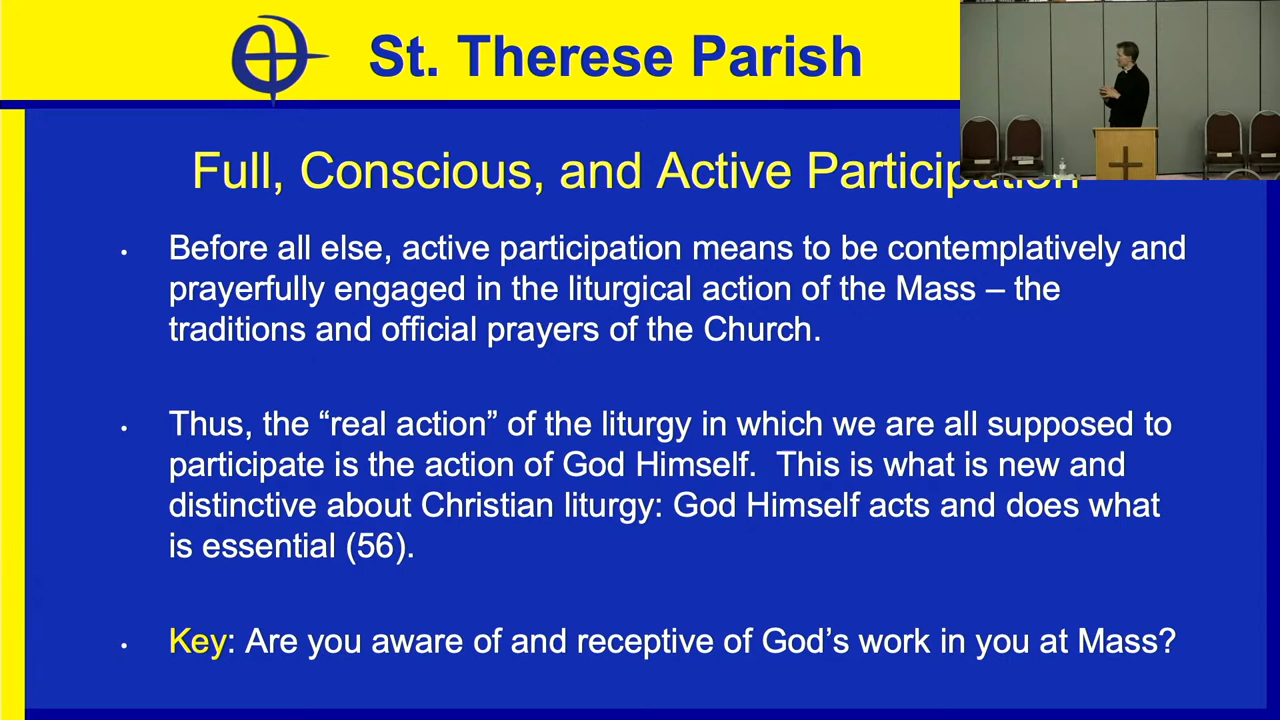 St. Therese Parish
Full, Conscious, and Active Participation
• Before all else, active participation means to be contemplatively and
prayerfully engaged in the liturgical action of the Mass – the
traditions and official prayers of the Church.
• Thus, the “real action” of the liturgy in which we are all supposed to
participate is the action of God Himself.  This is what is new and
distinctive about Christian liturgy: God Himself acts and does what
is essential (56).
• Key: Are you aware of and receptive of God’s work in you at Mass?